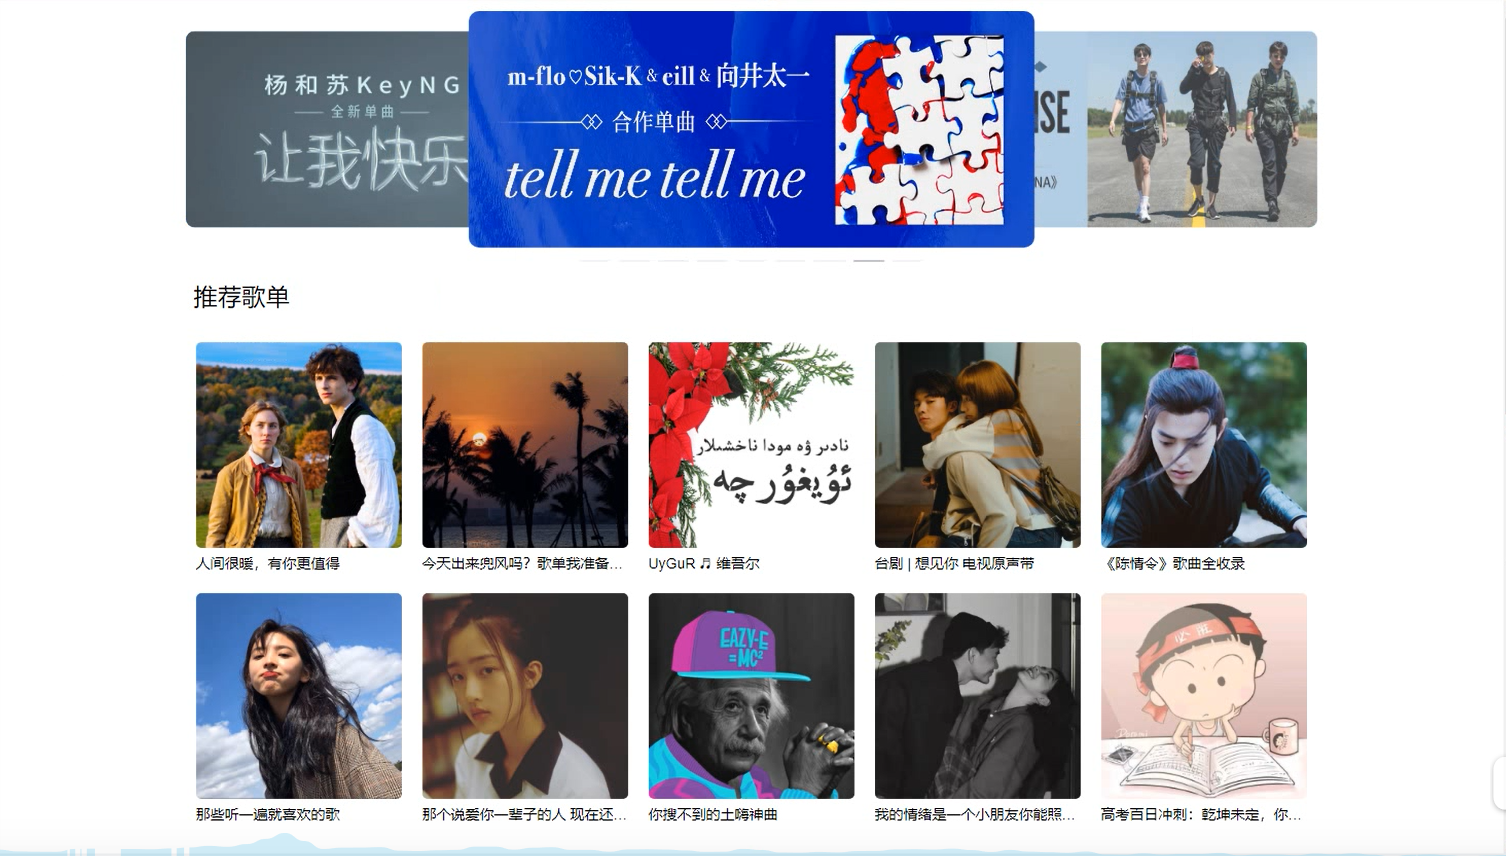 杨和苏KeyNG
全新单曲
让我快乐
m-flo♡Sik-K & eill & 向井太一
合作单曲
tell me tell me
ISE
NA》
推荐歌单
نادىر ۋە مودا ناخشىلار
ئۇيغۇرچە
人间很暖，有你更值得
今天出来兜风吗？歌单我准备...
UyGuR ♬ 维吾尔
台剧 | 想见你 电视原声带
《陈情令》歌曲全收录
EAZY-E
=MC²
必胜
那些听一遍就喜欢的歌
那个说爱你一辈子的人 现在还...
你搜不到的土嗨神曲
我的情绪是一个小朋友你能照...
高考百日冲刺：乾坤未定，你...